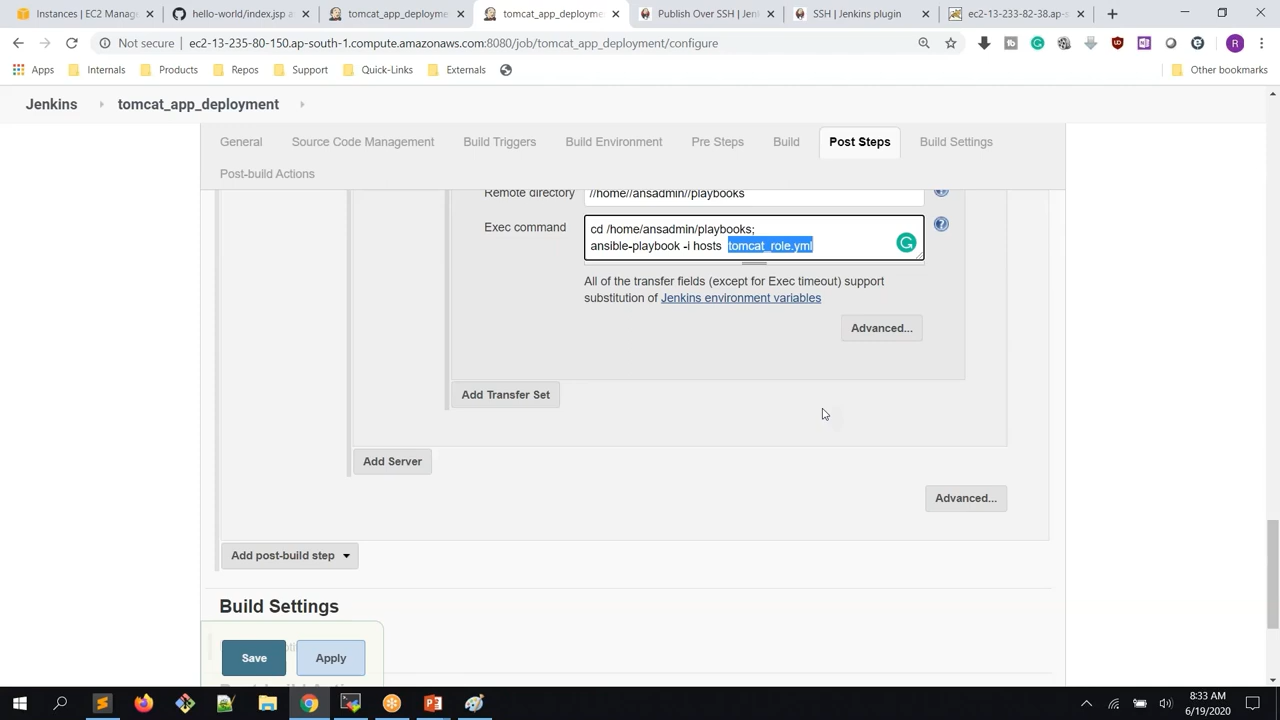 Instances | EC2 Manag
hello-world/index.jsp a
tomcat_app_deployme
tomcat_app_deploym
Publish Over SSH | Jenk
SSH | Jenkins plugin
ec2-13-233-82-38.ap-s
Not secure
ec2-13-235-80-150.ap-south-1.compute.amazonaws.com:8080/job/tomcat_app_deployment/configure
R
Apps
Internals
Products
Repos
Support
Quick-Links
Externals
Other bookmarks
Jenkins
tomcat_app_deployment
General
Source Code Management
Build Triggers
Build Environment
Pre Steps
Build
Post Steps
Build Settings
Post-build Actions
Remote directory
//home//ansadmin//playbooks
Exec command
cd /home/ansadmin/playbooks;
ansible-playbook -i hosts tomcat_role.yml
All of the transfer fields (except for Exec timeout) support
substitution of Jenkins environment variables
Advanced...
Add Transfer Set
Add Server
Advanced...
Add post-build step
Build Settings
Save
Apply
8:33 AM
6/19/2020